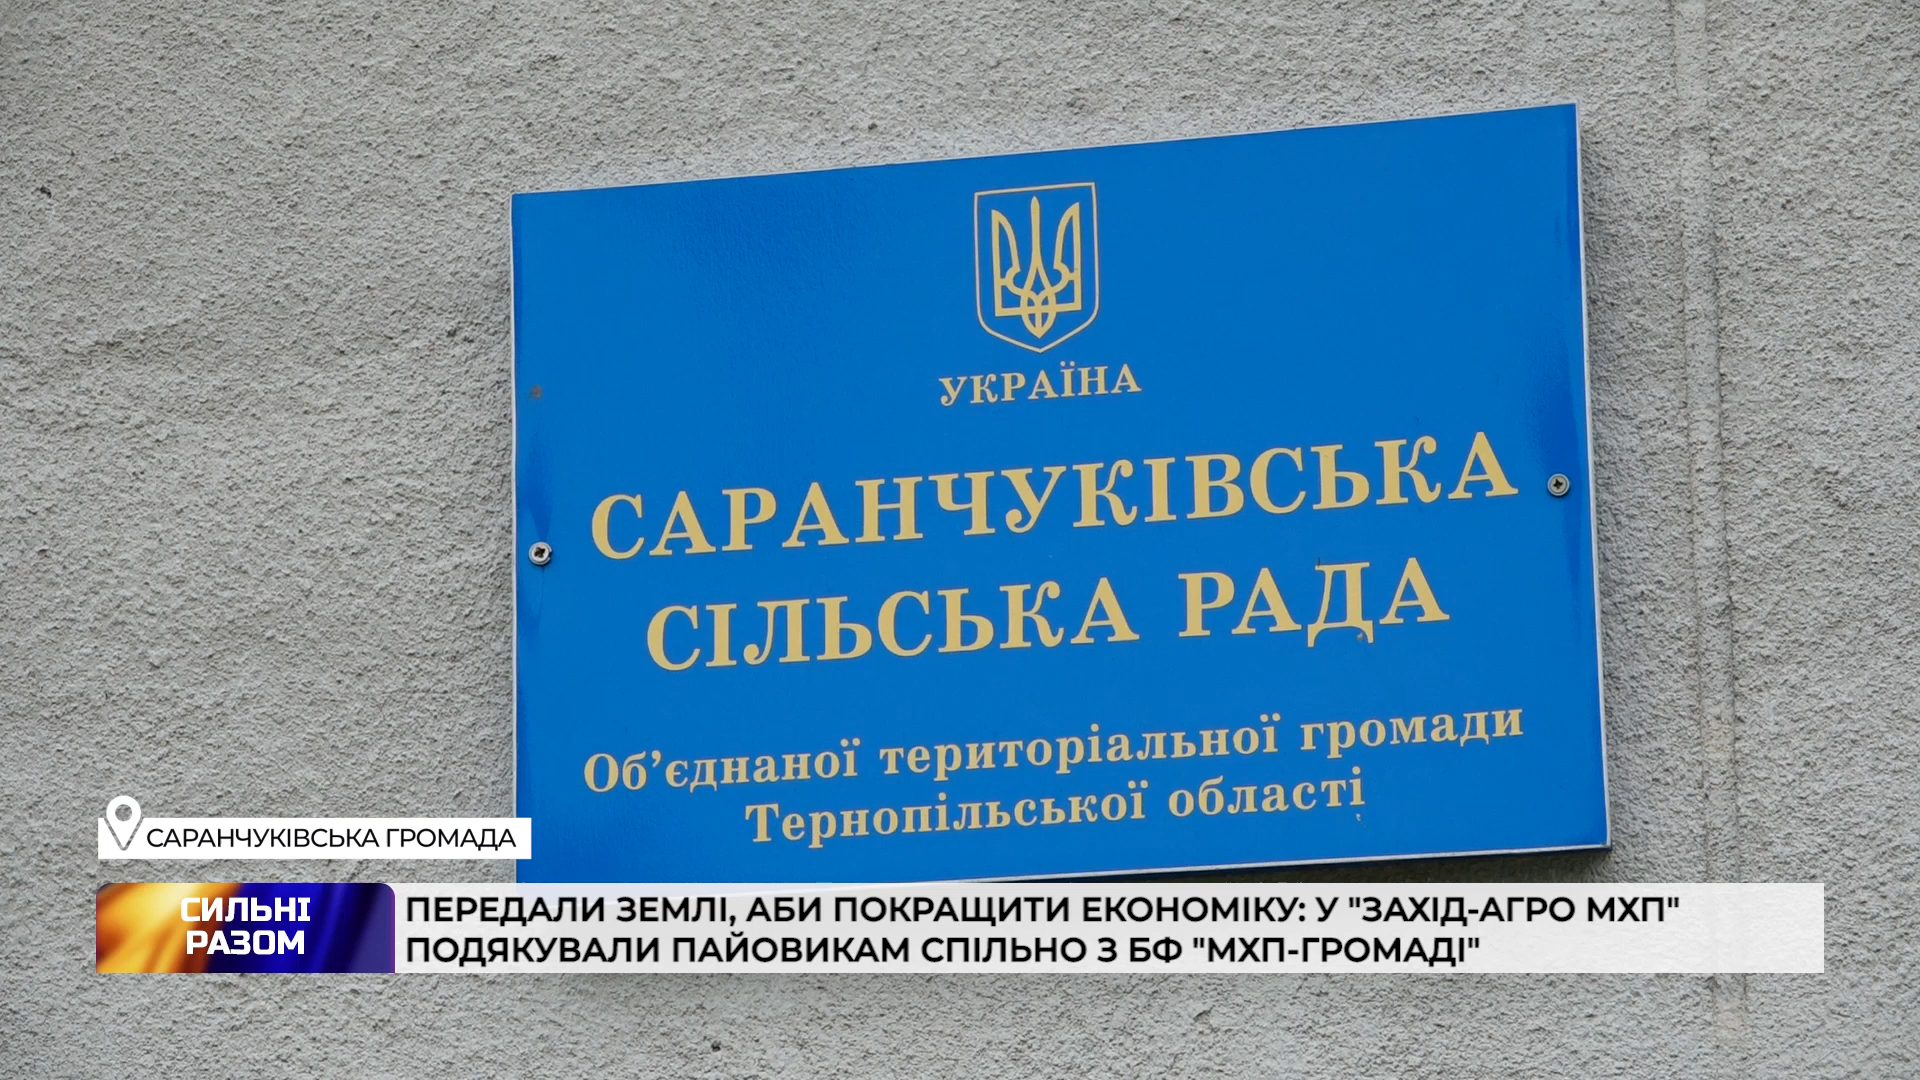 УКРАЇНА
САРАНЧУКІВСЬКА
СІЛЬСЬКА РАДА
Об’єднаної територіальної громади
Тернопільської області
САРАНЧУКІВСЬКА ГРОМАДА
СИЛЬНІ
РАЗОМ
ПЕРЕДАЛИ ЗЕМЛІ, АБИ ПОКРАЩИТИ ЕКОНОМІКУ: У "ЗАХІД-АГРО МХП"
ПОДЯКУВАЛИ ПАЙОВИКАМ СПІЛЬНО З БФ "МХП-ГРОМАДІ"